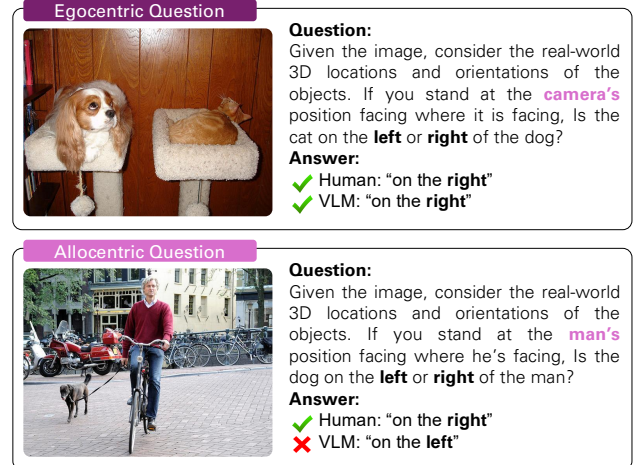 Egocentric Question
Question:
Given the image, consider the real-world
3D locations and orientations of the
objects. If you stand at the camera's
position facing where it is facing, Is the
cat on the left or right of the dog?
Answer:
Human: “on the right”
VLM: “on the right”
Allocentric Question
Question:
Given the image, consider the real-world
3D locations and orientations of the
objects. If you stand at the man's
position facing where he's facing, Is the
dog on the left or right of the man?
Answer:
Human: “on the right”
VLM: “on the left”